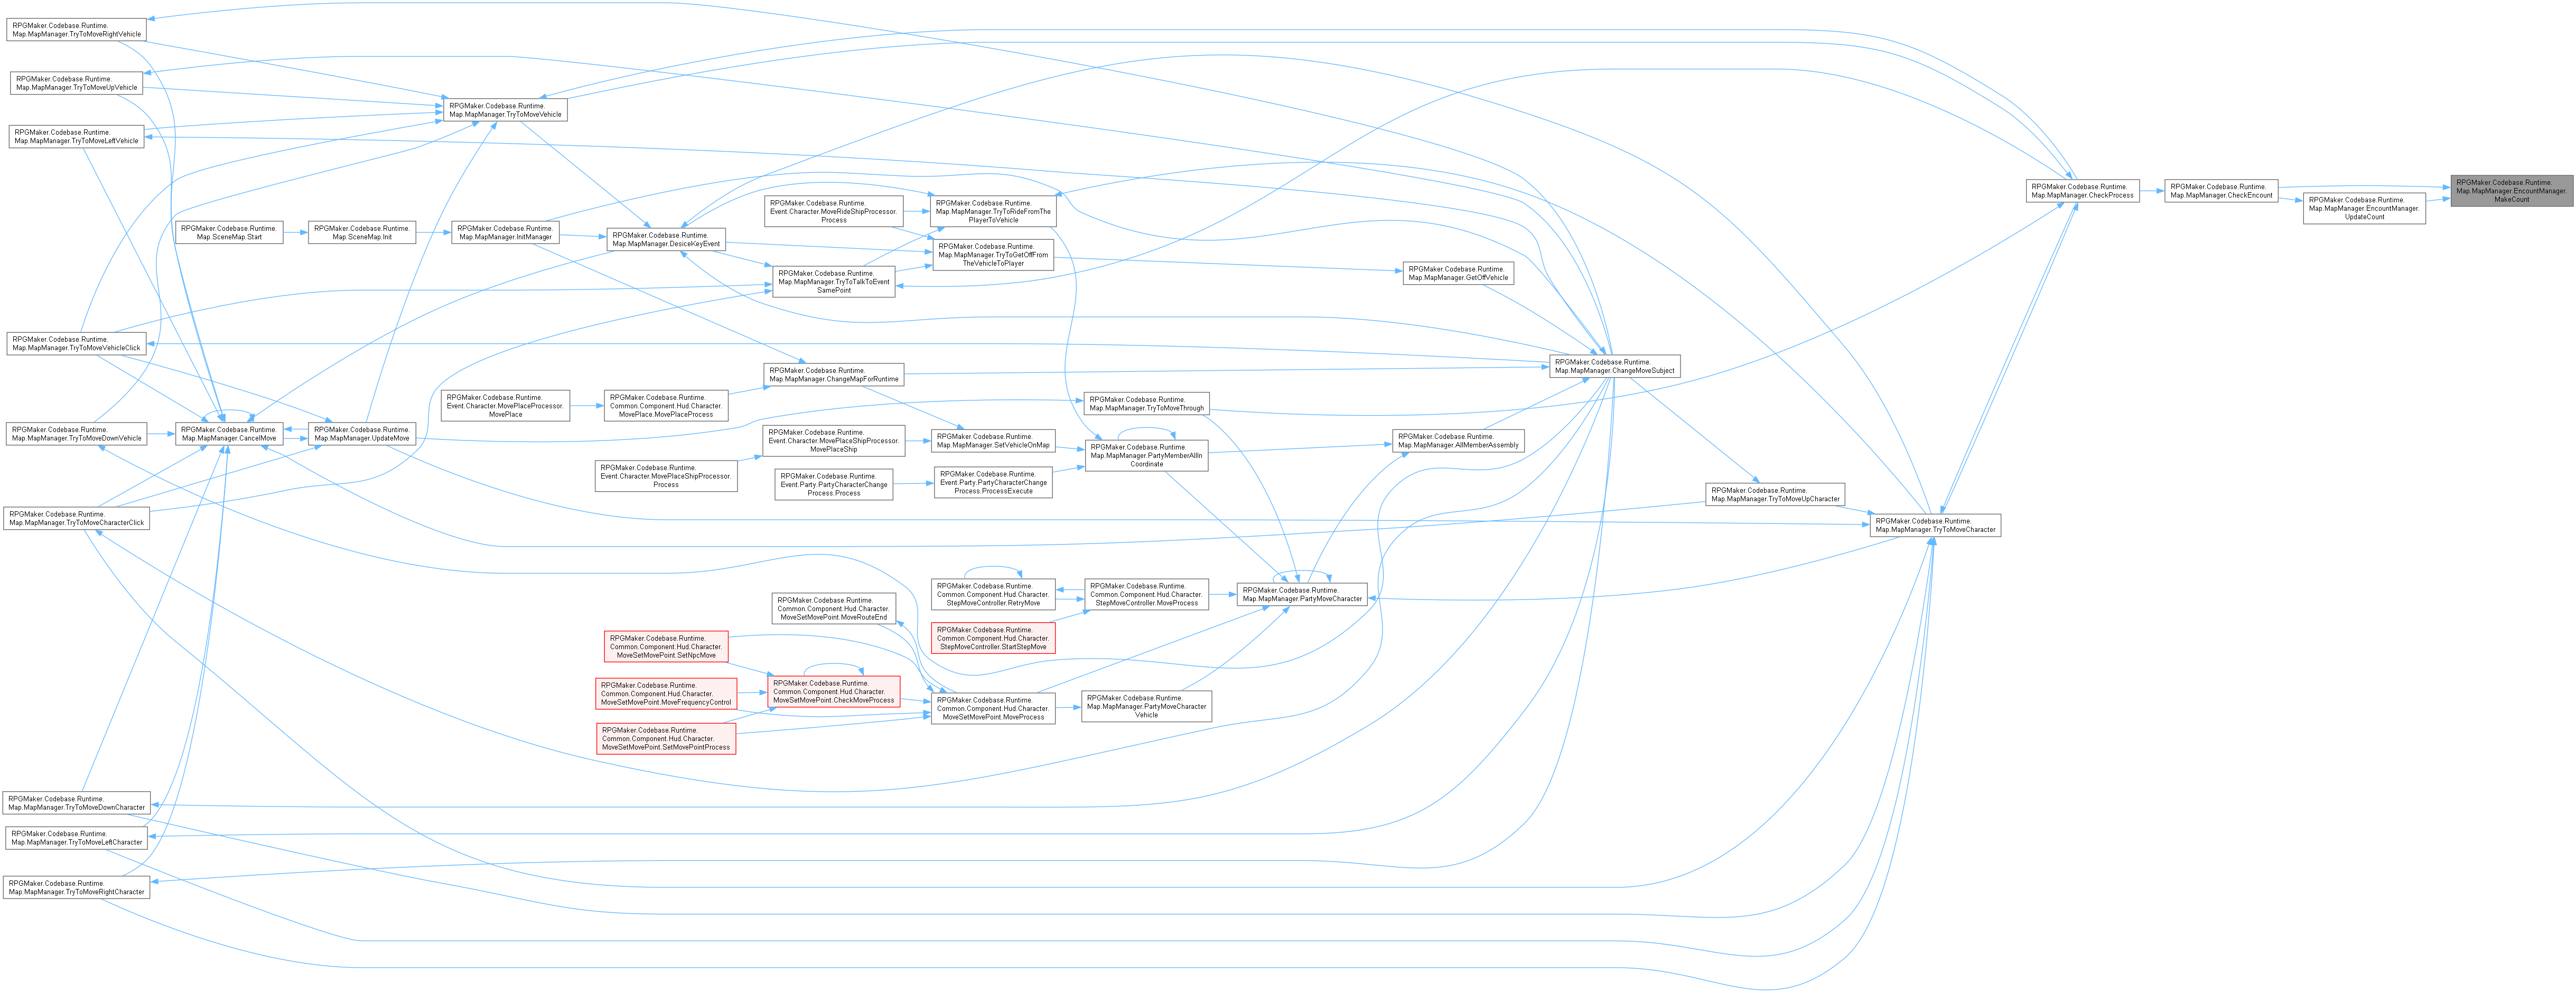 RPGMaker.Codebase.Runtime.
Map.MapManager.TryToMoveRightVehicle
RPGMaker.Codebase.Runtime.
Map.MapManager.TryToMoveUpVehicle
RPGMaker.Codebase.Runtime.
Map.MapManager.TryToMoveLeftVehicle
RPGMaker.Codebase.Runtime.
Map.MapManager.TryToMoveVehicleClick
RPGMaker.Codebase.Runtime.
Map.MapManager.TryToMoveDownVehicle
RPGMaker.Codebase.Runtime.
Map.MapManager.TryToMoveCharacterClick
RPGMaker.Codebase.Runtime.
Map.MapManager.TryToMoveDownCharacter
RPGMaker.Codebase.Runtime.
Map.MapManager.TryToMoveLeftCharacter
RPGMaker.Codebase.Runtime.
Map.MapManager.TryToMoveRightCharacter
RPGMaker.Codebase.Runtime.
Map.SceneMap.Start
RPGMaker.Codebase.Runtime.
Map.MapManager.CancelMove
RPGMaker.Codebase.Runtime.
Map.SceneMap.Init
RPGMaker.Codebase.Runtime.
Map.MapManager.UpdateMove
RPGMaker.Codebase.Runtime.
Map.MapManager.TryToMoveVehicle
RPGMaker.Codebase.Runtime.
Map.MapManager.InitManager
RPGMaker.Codebase.Runtime.
Event.Character.MovePlaceProcessor.
MovePlace
RPGMaker.Codebase.Runtime.
Map.MapManager.DesiceKeyEvent
RPGMaker.Codebase.Runtime.
Common.Component.Hud.Character.
MovePlace.MovePlaceProcess
RPGMaker.Codebase.Runtime.
Event.Character.MovePlaceShipProcessor.
Process
RPGMaker.Codebase.Runtime.
Common.Component.Hud.Character.
MoveSetMovePoint.SetNpcMove
RPGMaker.Codebase.Runtime.
Common.Component.Hud.Character.
MoveSetMovePoint.MoveFrequencyControl
RPGMaker.Codebase.Runtime.
Common.Component.Hud.Character.
MoveSetMovePoint.SetMovePointProcess
RPGMaker.Codebase.Runtime.
Event.Character.MoveRideShipProcessor.
Process
RPGMaker.Codebase.Runtime.
Map.MapManager.TryToTalkToEvent
SamePoint
RPGMaker.Codebase.Runtime.
Map.MapManager.ChangeMapForRuntime
RPGMaker.Codebase.Runtime.
Event.Character.MovePlaceShipProcessor.
MovePlaceShip
RPGMaker.Codebase.Runtime.
Event.Party.PartyCharacterChange
Process.Process
RPGMaker.Codebase.Runtime.
Common.Component.Hud.Character.
MoveSetMovePoint.MoveRouteEnd
RPGMaker.Codebase.Runtime.
Common.Component.Hud.Character.
MoveSetMovePoint.CheckMoveProcess
RPGMaker.Codebase.Runtime.
Map.MapManager.TryToRideFromThe
PlayerToVehicle
RPGMaker.Codebase.Runtime.
Map.MapManager.TryToGetOffFrom
TheVehicleToPlayer
RPGMaker.Codebase.Runtime.
Map.MapManager.SetVehicleOnMap
RPGMaker.Codebase.Runtime.
Event.Party.PartyCharacterChange
Process.ProcessExecute
RPGMaker.Codebase.Runtime.
Common.Component.Hud.Character.
StepMoveController.RetryMove
RPGMaker.Codebase.Runtime.
Common.Component.Hud.Character.
StepMoveController.StartStepMove
RPGMaker.Codebase.Runtime.
Common.Component.Hud.Character.
MoveSetMovePoint.MoveProcess
RPGMaker.Codebase.Runtime.
Map.MapManager.TryToMoveThrough
RPGMaker.Codebase.Runtime.
Map.MapManager.PartyMemberAllIn
Coordinate
RPGMaker.Codebase.Runtime.
Common.Component.Hud.Character.
StepMoveController.MoveProcess
RPGMaker.Codebase.Runtime.
Map.MapManager.PartyMoveCharacter
Vehicle
RPGMaker.Codebase.Runtime.
Map.MapManager.PartyMoveCharacter
RPGMaker.Codebase.Runtime.
Map.MapManager.GetOffVehicle
RPGMaker.Codebase.Runtime.
Map.MapManager.AllMemberAssembly
RPGMaker.Codebase.Runtime.
Map.MapManager.ChangeMoveSubject
RPGMaker.Codebase.Runtime.
Map.MapManager.TryToMoveUpCharacter
RPGMaker.Codebase.Runtime.
Map.MapManager.TryToMoveCharacter
RPGMaker.Codebase.Runtime.
Map.MapManager.CheckProcess
RPGMaker.Codebase.Runtime.
Map.MapManager.CheckEncount
RPGMaker.Codebase.Runtime.
Map.MapManager.EncountManager.
UpdateCount
RPGMaker.Codebase.Runtime.
Map.MapManager.EncountManager.
MakeCount